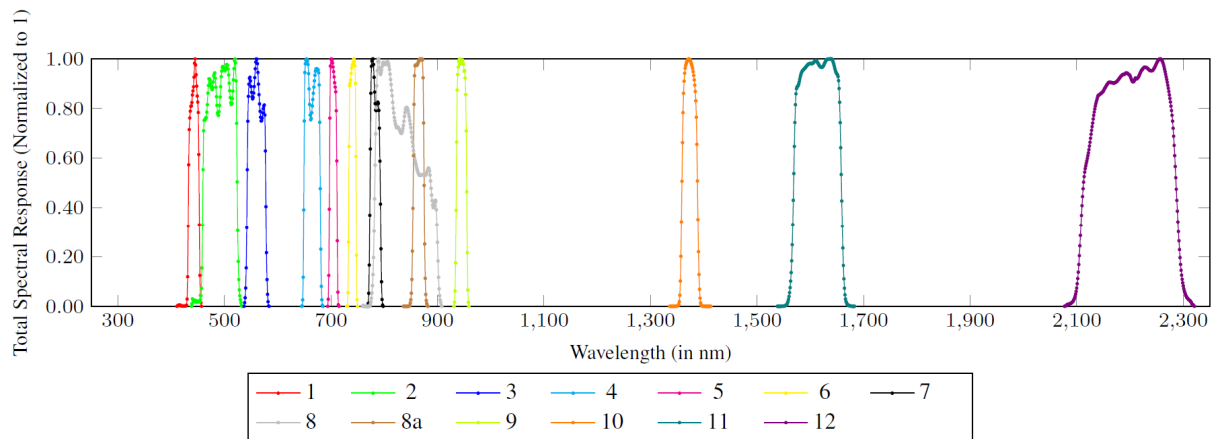 Total Spectral Response (Normalized to 1)
1.00
0.80
0.60
0.40
0.20
0.00
300 500 700 900 1,100 1,300 1,500 1,700 1,900 2,100 2,300
Wavelength (in nm)
1 2 3 4 5 6 7
8 8a 9 10 11 12